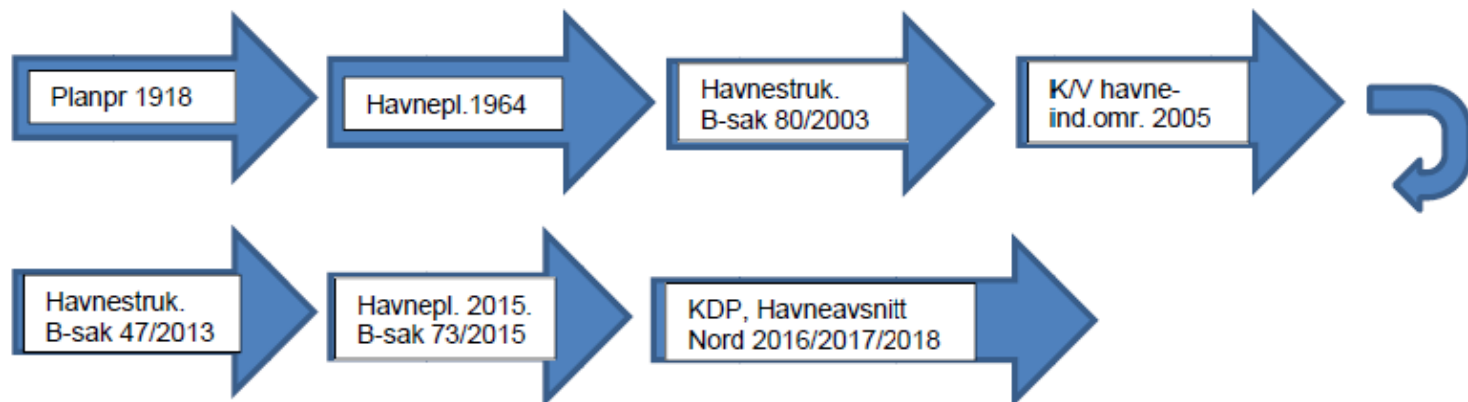 Planpr 1918
Havnepl.1964
Havnestruk.
B-sak 80/2003
K/V havne-
ind.omr. 2005
Havnestruk.
B-sak 47/2013
Havnepl. 2015.
B-sak 73/2015
KDP, Havneavsnitt
Nord 2016/2017/2018